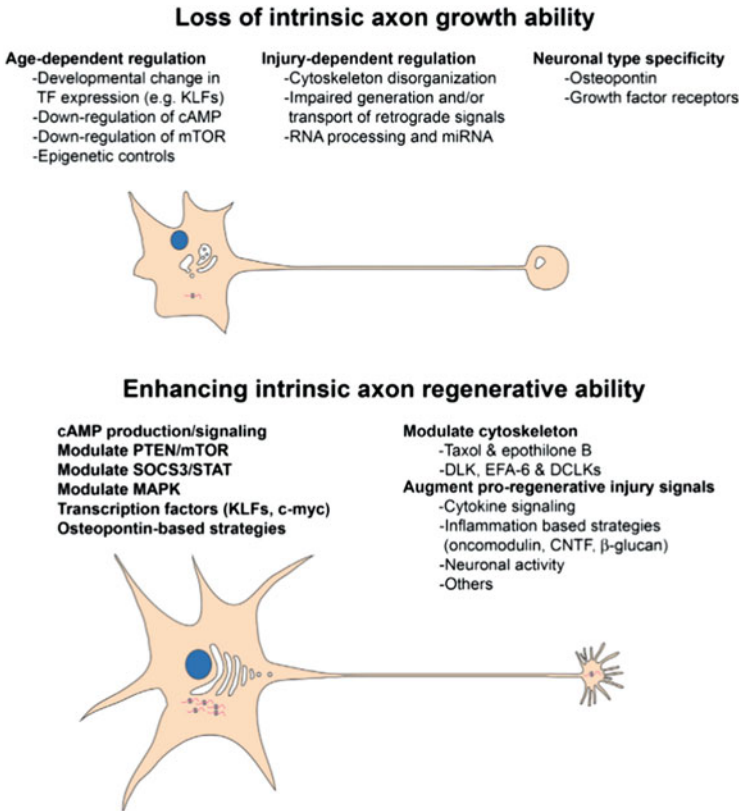 Loss of intrinsic axon growth ability
Age-dependent regulation
-Developmental change in
TF expression (e.g. KLFs)
-Down-regulation of cAMP
-Down-regulation of mTOR
-Epigenetic controls
Injury-dependent regulation
-Cytoskeleton disorganization
-Impaired generation and/or
transport of retrograde signals
-RNA processing and miRNA
Neuronal type specificity
-Osteopontin
-Growth factor receptors
Enhancing intrinsic axon regenerative ability
cAMP production/signaling
Modulate PTEN/mTOR
Modulate SOCS3/STAT
Modulate MAPK
Transcription factors (KLFs, c-myc)
Osteopontin-based strategies
Modulate cytoskeleton
-Taxol & epothilone B
-DLK, EFA-6 & DCLKs
Augment pro-regenerative injury signals
-Cytokine signaling
-Inflammation based strategies
(oncomodulin, CNTF, β-glucan)
-Neuronal activity
-Others